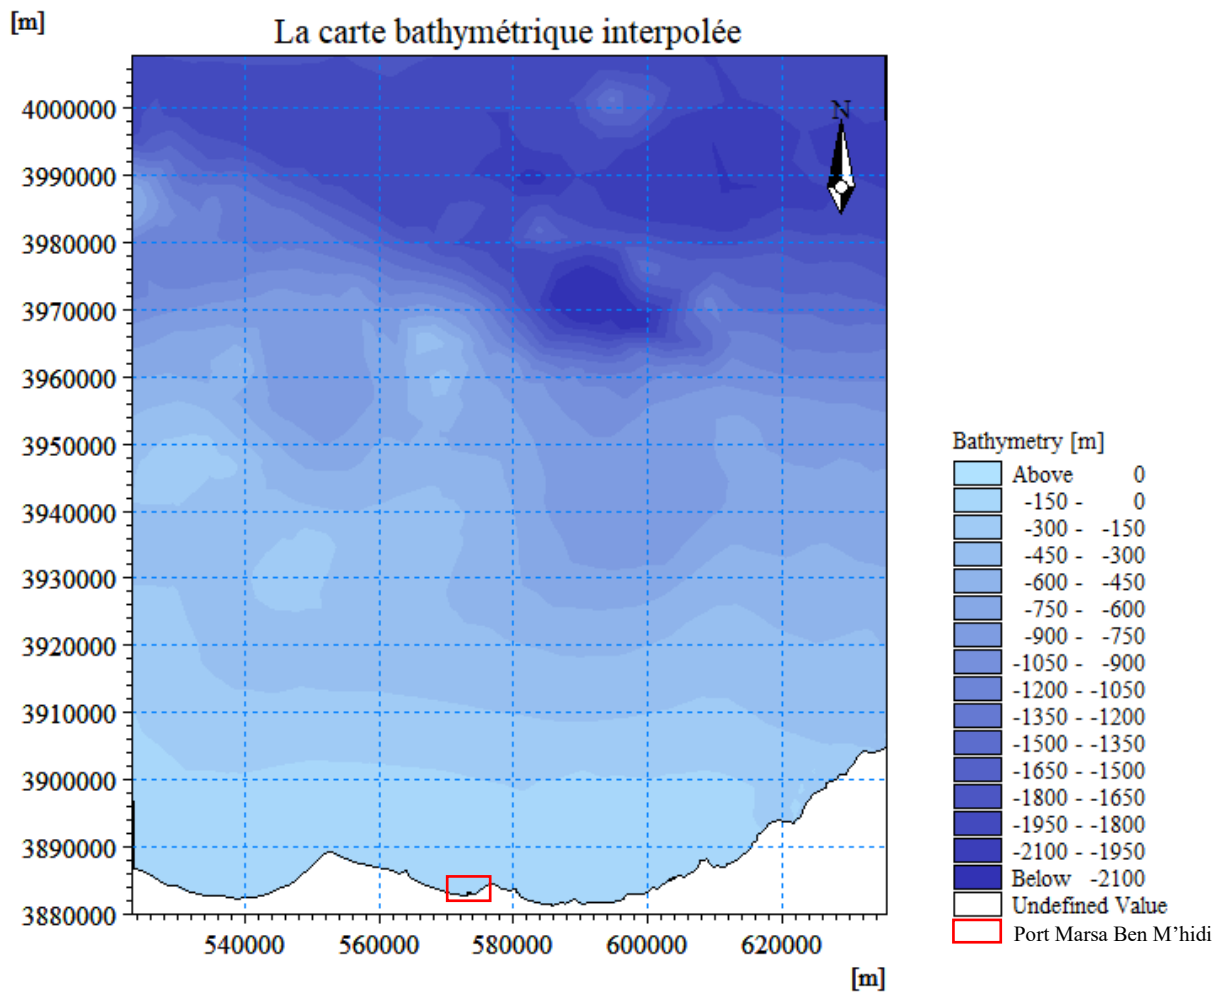 [m]
La carte bathymétrique interpolée
N
4000000
3990000
3980000
3970000
3960000
3950000
3940000
3930000
3920000
3910000
3900000
3890000
3880000
540000 560000 580000 600000 620000
[m]
Bathymetry [m]
Above 0
-150 - 0
-300 - -150
-450 - -300
-600 - -450
-750 - -600
-900 - -750
-1050 - -900
-1200 - -1050
-1350 - -1200
-1500 - -1350
-1650 - -1500
-1800 - -1650
-1950 - -1800
-2100 - -1950
Below -2100
Undefined Value
Port Marsa Ben M’hidi